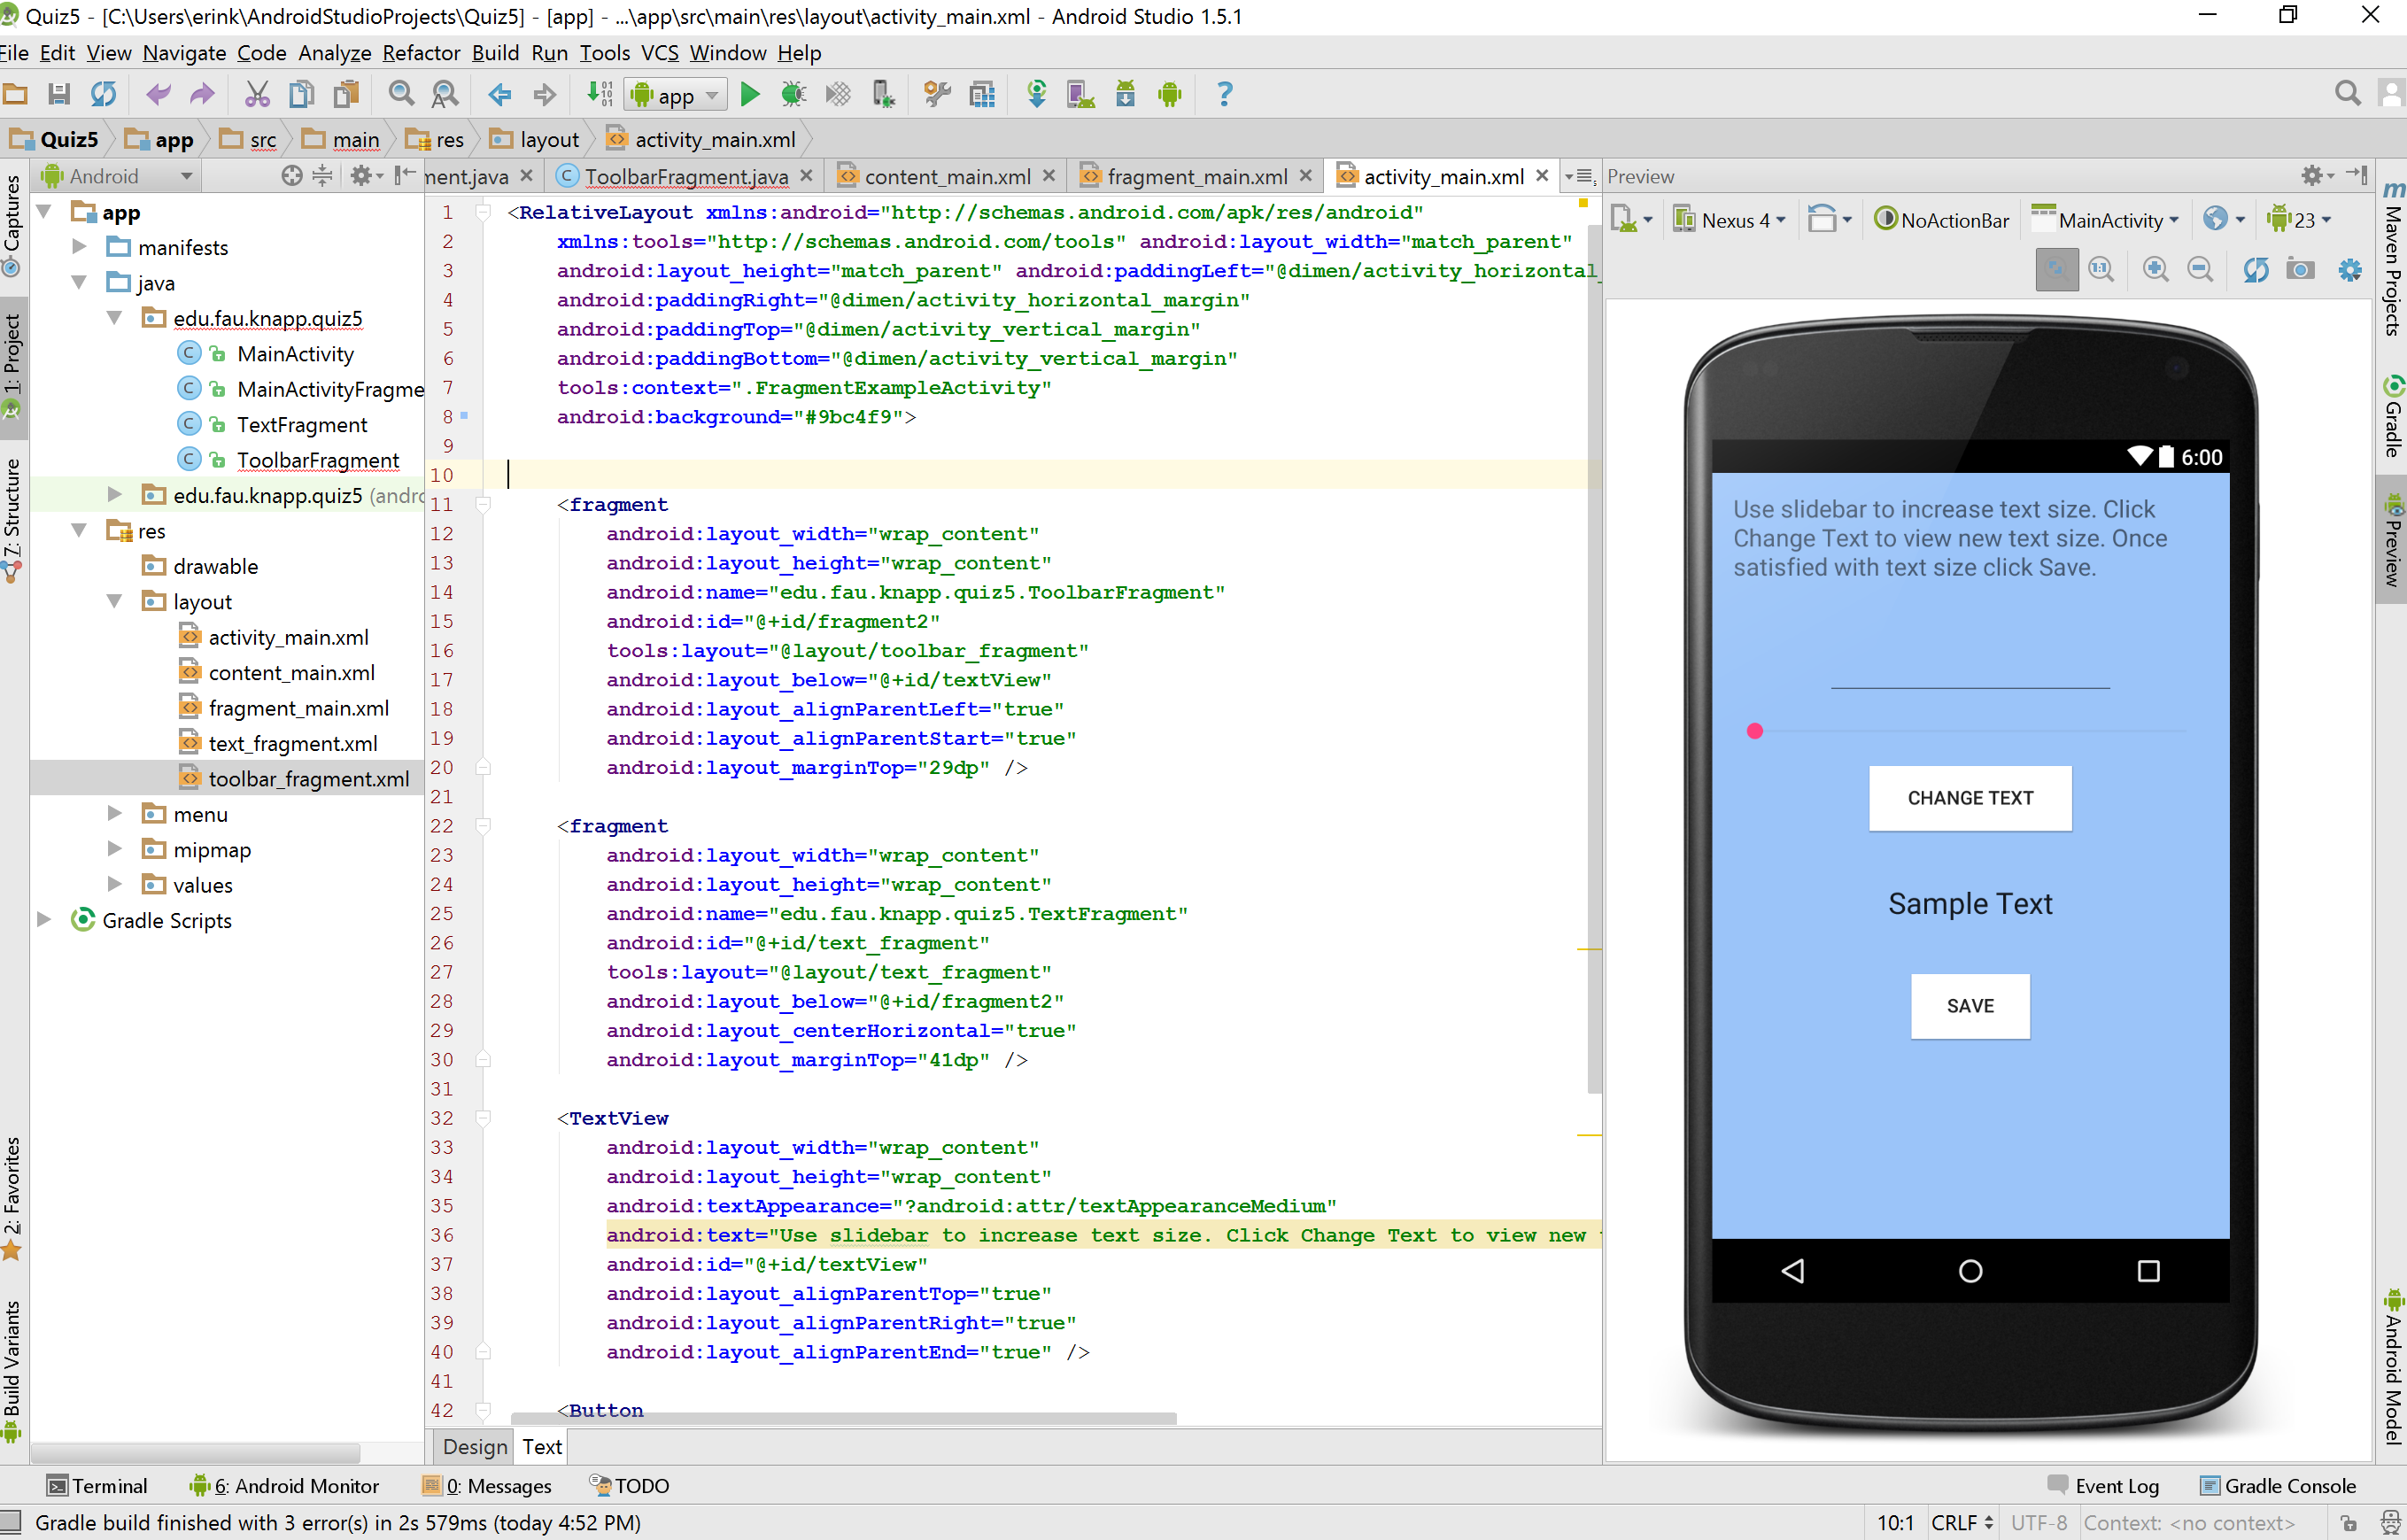 Quiz5 - [C:\Users\erink\AndroidStudioProjects\Quiz5] - [app] - ...\app\src\main\res\layout\activity_main.xml - Android Studio 1.5.1
File Edit View Navigate Code Analyze Refactor Build Run Tools VCS Window Help
app
Quiz5 app src main res layout activity_main.xml
Android
ment.java ToolbarFragment.java content_main.xml fragment_main.xml activity_main.xml
Preview
Captures
1: Project
7: Structure
2: Favorites
Build Variants
app
manifests
java
edu.fau.knapp.quiz5
MainActivity
MainActivityFragme
TextFragment
ToolbarFragment
edu.fau.knapp.quiz5 (andro
res
drawable
layout
activity_main.xml
content_main.xml
fragment_main.xml
text_fragment.xml
toolbar_fragment.xml
menu
mipmap
values
Gradle Scripts
1 <RelativeLayout xmlns:android="http://schemas.android.com/apk/res/android"
2 xmlns:tools="http://schemas.android.com/tools" android:layout_width="match_parent"
3 android:layout_height="match_parent" android:paddingLeft="@dimen/activity_horizontal_
4 android:paddingRight="@dimen/activity_horizontal_margin"
5 android:paddingTop="@dimen/activity_vertical_margin"
6 android:paddingBottom="@dimen/activity_vertical_margin"
7 tools:context=".FragmentExampleActivity"
8 android:background="#9bc4f9">
9
10
11 <fragment
12 android:layout_width="wrap_content"
13 android:layout_height="wrap_content"
14 android:name="edu.fau.knapp.quiz5.ToolbarFragment"
15 android:id="@+id/fragment2"
16 tools:layout="@layout/toolbar_fragment"
17 android:layout_below="@+id/textView"
18 android:layout_alignParentLeft="true"
19 android:layout_alignParentStart="true"
20 android:layout_marginTop="29dp" />
21
22 <fragment
23 android:layout_width="wrap_content"
24 android:layout_height="wrap_content"
25 android:name="edu.fau.knapp.quiz5.TextFragment"
26 android:id="@+id/text_fragment"
27 tools:layout="@layout/text_fragment"
28 android:layout_below="@+id/fragment2"
29 android:layout_centerHorizontal="true"
30 android:layout_marginTop="41dp" />
31
32 <TextView
33 android:layout_width="wrap_content"
34 android:layout_height="wrap_content"
35 android:textAppearance="?android:attr/textAppearanceMedium"
36 android:text="Use slidebar to increase text size. Click Change Text to view new
37 android:id="@+id/textView"
38 android:layout_alignParentTop="true"
39 android:layout_alignParentRight="true"
40 android:layout_alignParentEnd="true" />
41
42 <Button
Design Text
Nexus 4 NoActionBar MainActivity 23
1:1
6:00
Use slidebar to increase text size. Click
Change Text to view new text size. Once
satisfied with text size click Save.
CHANGE TEXT
Sample Text
SAVE
Maven Projects
Gradle
Preview
Android Model
Terminal 6: Android Monitor 0: Messages TODO Event Log Gradle Console
Gradle build finished with 3 error(s) in 2s 579ms (today 4:52 PM) 10:1 CRLF UTF-8 Context: <no context>